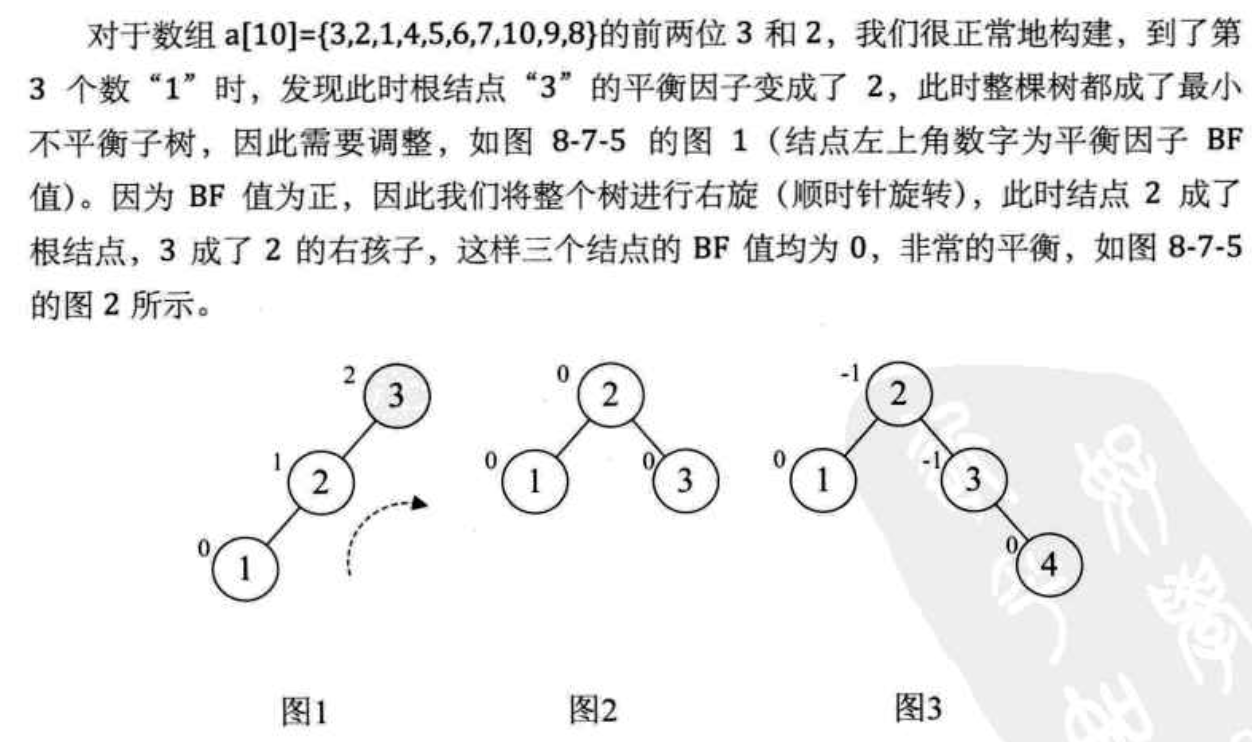 对于数组 a[10]={3,2,1,4,5,6,7,10,9,8}的前两位 3 和 2，我们很正常地构建，到了第
3 个数“1”时，发现此时根结点“3”的平衡因子变成了 2，此时整棵树都成了最小
不平衡子树，因此需要调整，如图 8-7-5 的图 1（结点左上角数字为平衡因子 BF
值）。因为 BF 值为正，因此我们将整个树进行右旋（顺时针旋转），此时结点 2 成了
根结点，3 成了 2 的右孩子，这样三个结点的 BF 值均为 0，非常的平衡，如图 8-7-5
的图 2 所示。
2 3
1 2
0 1
图1
0 2
0 1
0 3
图2
-1 2
0 1
-1 3
0 4
图3